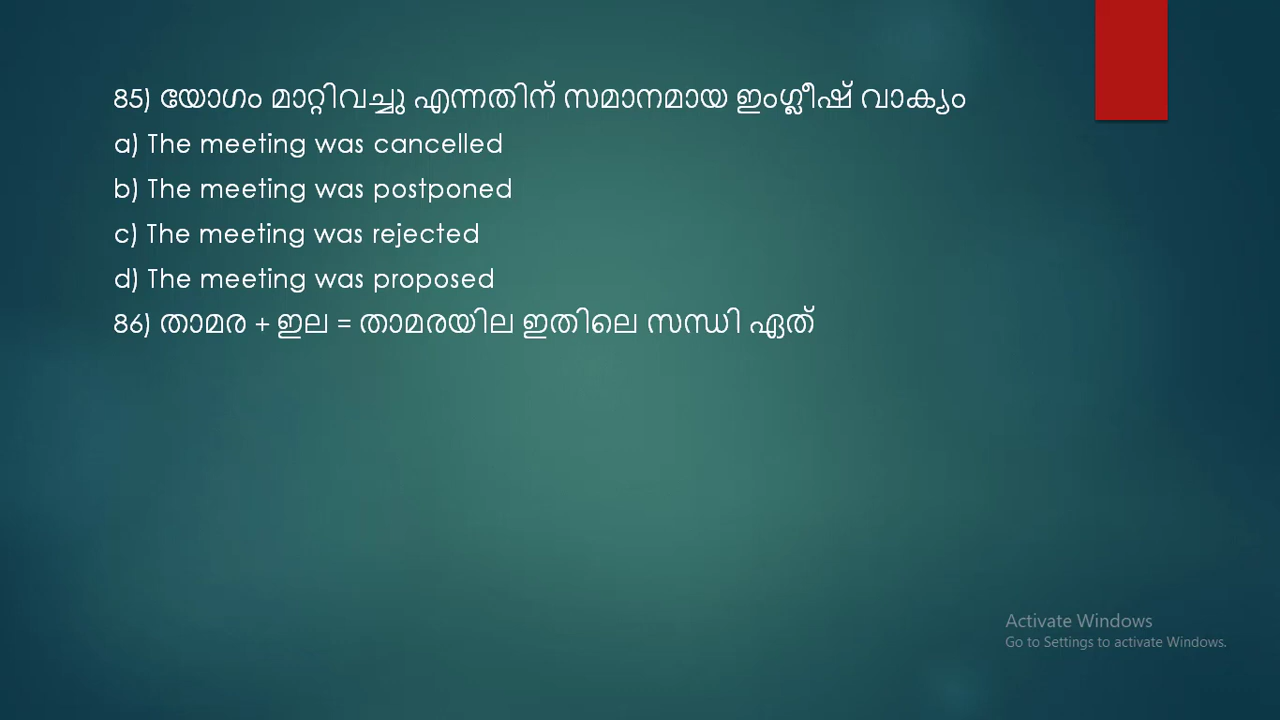 85) യോഗം മാറ്റിവച്ചു എന്നതിന് സമാനമായ ഇംഗ്ലീഷ് വാക്യം
a) The meeting was cancelled
b) The meeting was postponed
c) The meeting was rejected
d) The meeting was proposed
86) താമര + ഇല = താമരയില ഇതിലെ സന്ധി ഏത്
Activate Windows
Go to Settings to activate Windows.